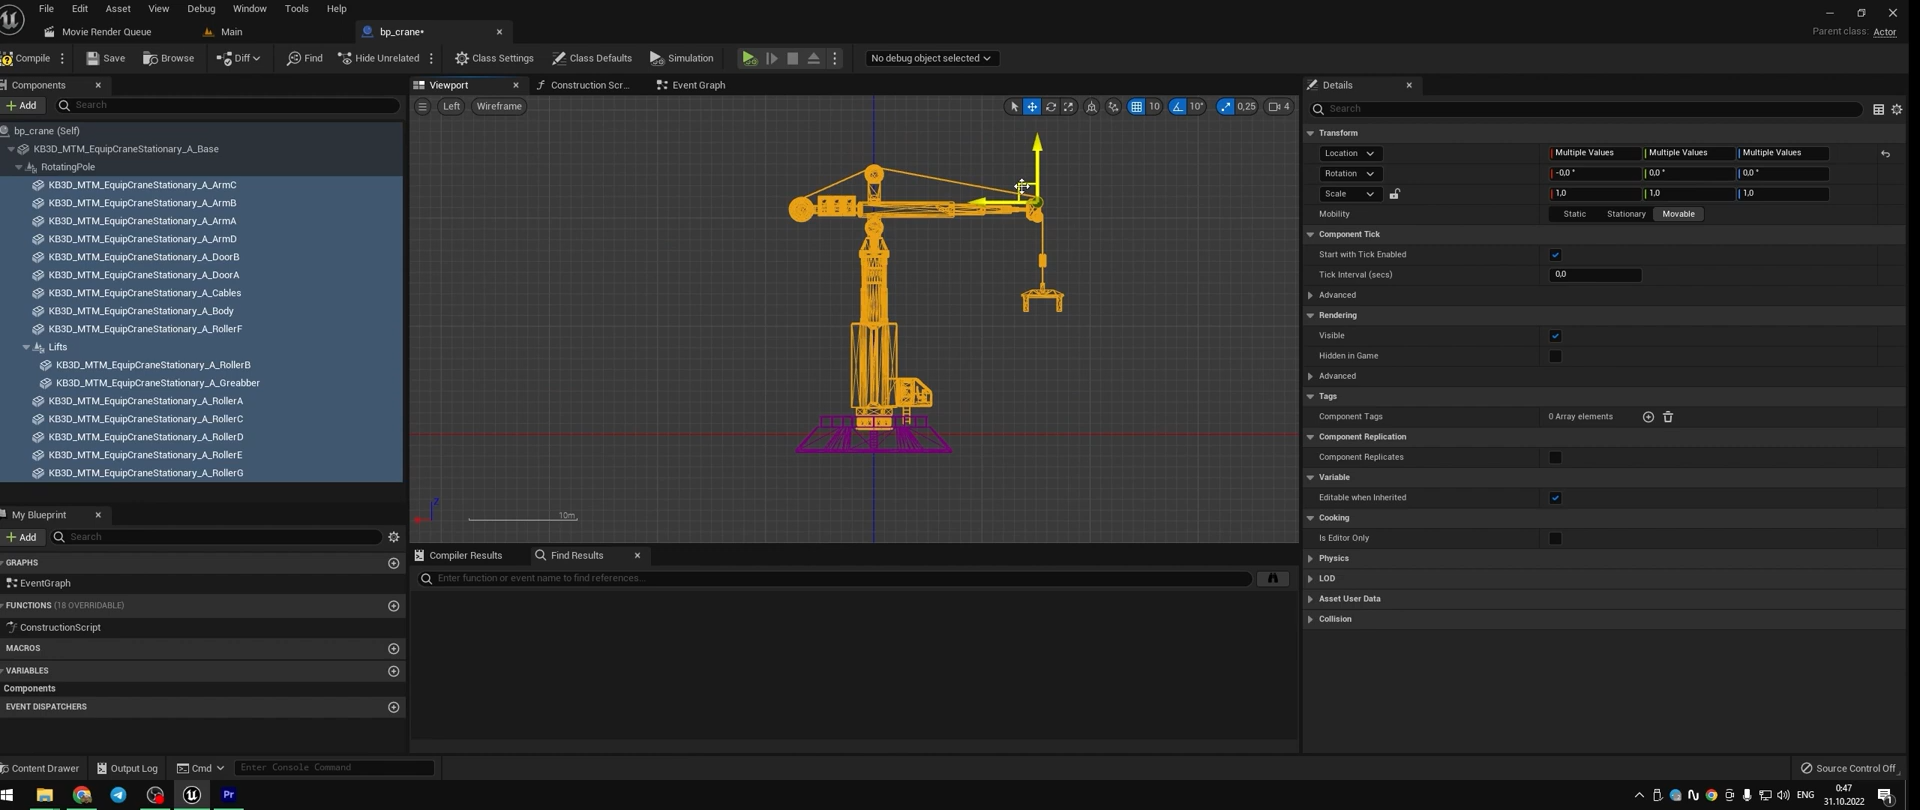 File Edit Asset View Debug Window Tools Help
Movie Render Queue Main bp_crane•
Parent class: Actor
Compile Save Browse Diff Find Hide Unrelated Class Settings Class Defaults Simulation No debug object selected
Components
Add Search
bp_crane (Self)
KB3D_MTM_EquipCraneStationary_A_Base
RotatingPole
KB3D_MTM_EquipCraneStationary_A_ArmC
KB3D_MTM_EquipCraneStationary_A_ArmB
KB3D_MTM_EquipCraneStationary_A_ArmA
KB3D_MTM_EquipCraneStationary_A_ArmD
KB3D_MTM_EquipCraneStationary_A_DoorB
KB3D_MTM_EquipCraneStationary_A_DoorA
KB3D_MTM_EquipCraneStationary_A_Cables
KB3D_MTM_EquipCraneStationary_A_Body
KB3D_MTM_EquipCraneStationary_A_RollerF
Lifts
KB3D_MTM_EquipCraneStationary_A_RollerB
KB3D_MTM_EquipCraneStationary_A_Greabber
KB3D_MTM_EquipCraneStationary_A_RollerA
KB3D_MTM_EquipCraneStationary_A_RollerC
KB3D_MTM_EquipCraneStationary_A_RollerD
KB3D_MTM_EquipCraneStationary_A_RollerE
KB3D_MTM_EquipCraneStationary_A_RollerG
My Blueprint
Add Search
GRAPHS
EventGraph
FUNCTIONS (18 OVERRIDABLE)
ConstructionScript
MACROS
VARIABLES
Components
EVENT DISPATCHERS
Viewport Construction Scr... Event Graph
Left Wireframe 10 10° 0,25 4
Z
10m
Compiler Results Find Results
Enter function or event name to find references...
Details
Search
Transform
Location Multiple Values Multiple Values Multiple Values
Rotation -0,0 ° 0,0 ° 0,0 °
Scale 1,0 1,0 1,0
Mobility Static Stationary Movable
Component Tick
Start with Tick Enabled
Tick Interval (secs) 0,0
Advanced
Rendering
Visible
Hidden in Game
Advanced
Tags
Component Tags 0 Array elements
Component Replication
Component Replicates
Variable
Editable when Inherited
Cooking
Is Editor Only
Physics
LOD
Asset User Data
Collision
Content Drawer Output Log Cmd Enter Console Command Source Control Off
Pr ENG 0:47
31.10.2022 1